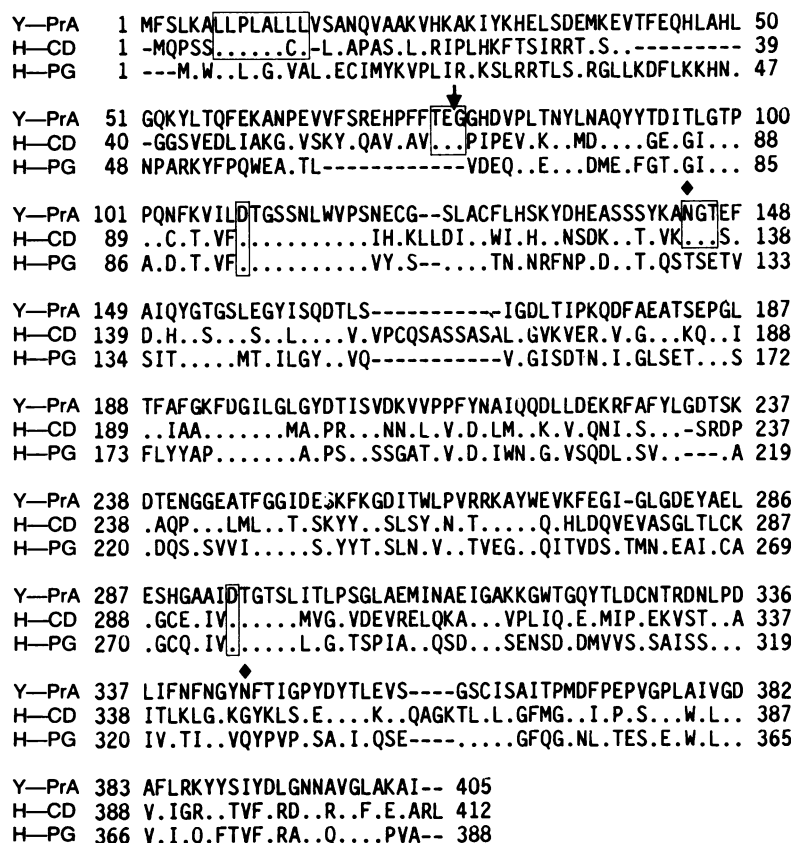 Y—PrA 1 MFSLKALLPLALLLVSANQVAAKVHKAKIYKHELSDEMKEVTFEQHLAHL 50
H—CD 1 -MQPSS......C.-L.APAS.L.RIPLHKFTSIRRT.S..--------- 39
H—PG 1 ---M.W..L.G.VAL.ECIMYKVPLIR.KSLRRTLS.RGLLKDFLKKHN. 47
Y—PrA 51 GQKYLTQFEKANPEVVFSREHPFFTEGGHDVPLTNYLNAQYYTDITLGTP 100
H—CD 40 -GGSVEDLIAKG.VSKY.QAV.AV...PIPEV.K..MD....GE.GI... 88
H—PG 48 NPARKYFPQWEA.TL------------VDEQ..E...DME.FGT.GI... 85
Y—PrA 101 PQNFKVILDTGSSNLWVPSNECG--SLACFLHSKYDHEASSSYKANGTEF 148
H—CD 89 ..C.T.VF.........IH.KLLDI..WI.H..NSDK..T.VK...S. 138
H—PG 86 A.D.T.VF.........VY.S--....TN.NRFNP.D..T.QSTSETV 133
Y—PrA 149 AIQYGTGSLEGYISQDTLS-----------IGDLTIPKQDFAEATSEPGL 187
H—CD 139 D.H..S...S..L....V.VPCQSASSASAL.GVKVER.V.G...KQ..I 188
H—PG 134 SIT.....MT.ILGY..VQ-----------V.GISDTN.I.GLSET...S 172
Y—PrA 188 TFAFGKFDGILGLGYDTISVDKVVPPFYNAIQQDLLDEKRFAFYLGDTSK 237
H—CD 189 ..IAA.......MA.PR...NN.L.V.D.LM..K.V.QNI.S...-SRDP 237
H—PG 173 FLYYAP.......A.PS..SSGAT.V.D.IWN.G.VSQDL.SV..----.A 219
Y—PrA 238 DTENGGEATFGGIDESKFKGDITWLPVRRKAYWEVKFEGI-GLGDEYAEL 286
H—CD 238 .AQP...LML..T.SKYY..SLSY.N.T.....Q.HLDQVEVASGLTLCK 287
H—PG 220 .DQS.SVVI.....S.YYT.SLN.V..TVEG..QITVDS.TMN.EAI.CA 269
Y—PrA 287 ESHGAAIDTGTSLITLPSGLAEMINAEIGAKKGWTGQYTLDCNTRDNLPD 336
H—CD 288 .GCE.IV......MVG.VDEVRELQKA...VPLIQ.E.MIP.EKVST..A 337
H—PG 270 .GCQ.IV......L.G.TSPIA..QSD...SENSD.DMVVS.SAISS... 319
Y—PrA 337 LIFNFNGYNFTIGPYDYTLEVS----GSCISAITPMDFPEPVGPLAIVGD 382
H—CD 338 ITLKLG.KGYKLS.E....K..QAGKTL.L.GFMG..I.P.S...W.L.. 387
H—PG 320 IV.TI..VQYPVP.SA.I.QSE----.....GFQG.NL.TES.E.W.L.. 365
Y—PrA 383 AFLRKYYSIYDLGNNAVGLAKAI-- 405
H—CD 388 V.IGR..TVF.RD..R..F.E.ARL 412
H—PG 366 V.I.Q.FTVF.RA..Q....PVA-- 388